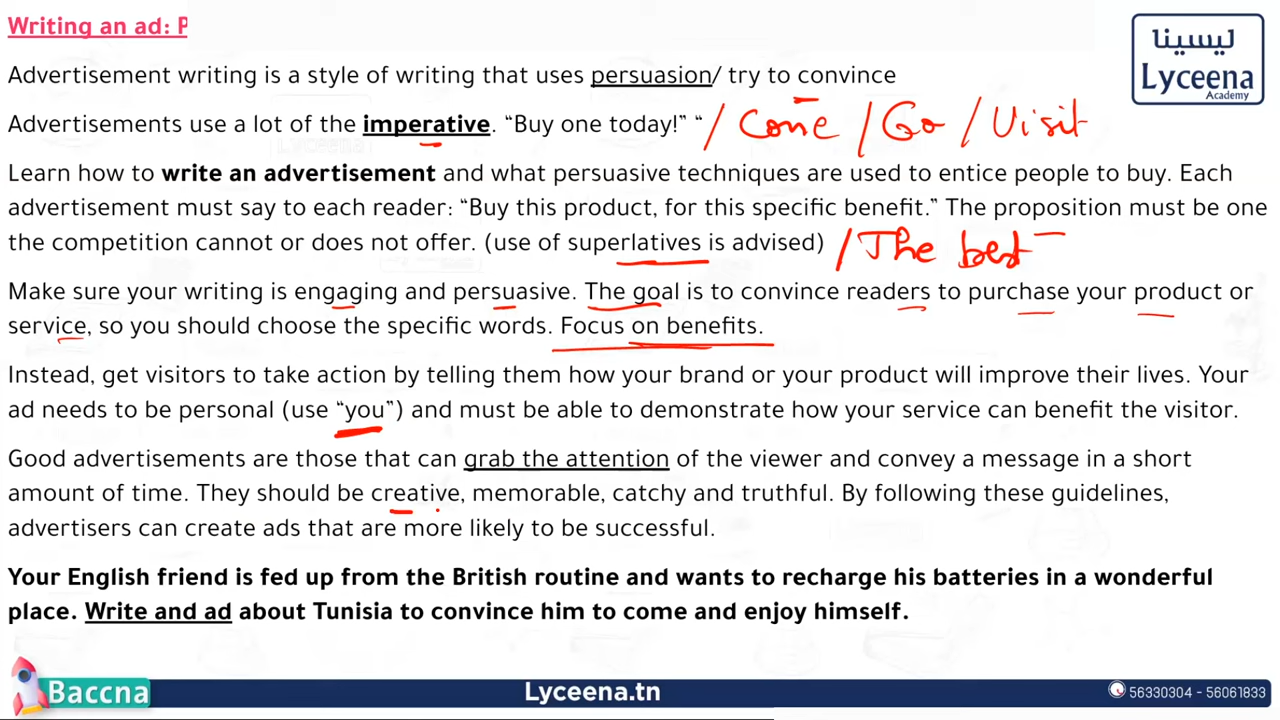 Writing an ad: P
ليسينا
Lyceena
Academy
Advertisement writing is a style of writing that uses persuasion/ try to convince
Advertisements use a lot of the imperative. “Buy one today!” “ / Come / Go / Visit
Learn how to write an advertisement and what persuasive techniques are used to entice people to buy. Each
advertisement must say to each reader: “Buy this product, for this specific benefit.” The proposition must be one
the competition cannot or does not offer. (use of superlatives is advised) / The best
Make sure your writing is engaging and persuasive. The goal is to convince readers to purchase your product or
service, so you should choose the specific words. Focus on benefits.
Instead, get visitors to take action by telling them how your brand or your product will improve their lives. Your
ad needs to be personal (use “you”) and must be able to demonstrate how your service can benefit the visitor.
Good advertisements are those that can grab the attention of the viewer and convey a message in a short
amount of time. They should be creative, memorable, catchy and truthful. By following these guidelines,
advertisers can create ads that are more likely to be successful.
Your English friend is fed up from the British routine and wants to recharge his batteries in a wonderful
place. Write and ad about Tunisia to convince him to come and enjoy himself.
Baccna
Lyceena.tn
56330304 - 56061833